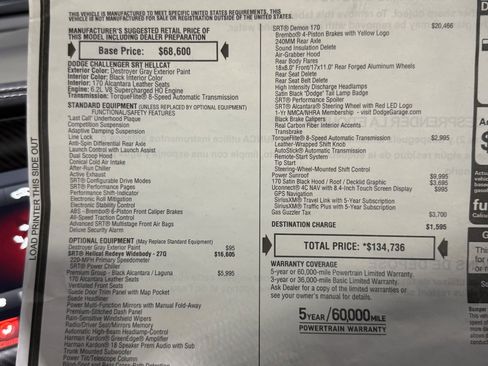 THIS VEHICLE IS MANUFACTURED TO MEET SPECIFIC UNITED STATES REQUIREMENTS. THIS
VEHICLE IS NOT MANUFACTURED FOR SALE OR REGISTRATION OUTSIDE OF THE UNITED STATES.
MANUFACTURER'S SUGGESTED RETAIL PRICE OF
THIS MODEL INCLUDING DEALER PREPARATION
Base Price: $68,600
DODGE CHALLENGER SRT HELLCAT
Exterior Color: Destroyer Gray Exterior Paint
Interior Color: Black Interior Color
Interior: 170 Alcantara Leather Seats
Engine: 6.2L V8 Supercharged HO Engine
Transmission: TorqueFlite® 8-Speed Automatic Transmission
STANDARD EQUIPMENT (UNLESS REPLACED BY OPTIONAL EQUIPMENT)
FUNCTIONAL/SAFETY FEATURES
"Last Call" Underhood Plaque
Competition Suspension
Adaptive Damping Suspension
Line Lock
Anti-Spin Differential Rear Axle
Launch Control with Launch Assist
Dual Scoop Hood
Conical Cold Air Intake
After-Run Chiller
Active Exhaust
SRT® Configurable Drive Modes
SRT® Performance Pages
Performance Shift-Indicator
Electronic Roll Mitigation
Electronic Stability Control
ABS - Brembo® 6-Piston Front Caliper Brakes
All-Speed Traction Control
Advanced SRT® Multistage Front Air Bags
Deluxe Security Alarm
OPTIONAL EQUIPMENT (May Replace Standard Equipment)
Destroyer Gray Exterior Paint $95
SRT® Hellcat Redeye Widebody - 27G $16,605
220-MPH Primary Speedometer
SRT® Power Chiller
Premium Group - Black Alcantara / Laguna $5,995
170 Alcantara Leather Seats
Ventilated Front Seats
Suede Door Trim Panel with Map Pocket
Suede Headliner
Power Multi-Function Mirrors with Manual Fold-Away
Premium-Stitched Dash Panel
Rain-Sensitive Windshield Wipers
Radio/Driver Seat/Mirrors Memory
Automatic High-Beam Headlamp-Control
Harman Kardon® GreenEdge® Amplifier
Harman Kardon® 18 Speaker Prem Audio with Sub
Trunk Mounted Subwoofer
Power Tilt/Telescope Column
SRT® Demon 170 $20,466
Brembo® 4-Piston Brakes with Yellow Logo
240MM Rear Axle
Sound Insulation Delete
Air-Grabber Hood
Rear Body Flares
18x8.0" Front/17x11.0" Rear Forged Aluminum Wheels
Rear Seat Delete
Rear Seat Belt Delete
High Intensity Discharge Headlamps
Satin Black "Dodge" Tail Lamp Badge
SRT® Performance Spoiler
SRT® Alcantara® Steering Wheel with Red LED Logo
1-Yr NMCA/NHRA Membership - visit DodgeGarage.com
Black Brake Calipers
Real Carbon Fiber Interior Accents
Transbrake
TorqueFlite® 8-Speed Automatic Transmission $2,995
Leather-Wrapped Shift Knob
AutoStick® Automatic Transmission
Remote-Start System
Tip Start
Steering-Wheel-Mounted Shift Control
Power Sunroof $9,995
170 Satin Black Hood / Roof / Decklid Graphic $3,695
Uconnect® 4C NAV with 8.4-Inch Touch Screen Display $995
GPS Navigation
SiriusXM® Travel Link with 5-Year Subscription
SiriusXM® Traffic Plus with 5-Year Subscription
Gas Guzzler Tax $3,700
DESTINATION CHARGE $1,595
TOTAL PRICE: *$134,736
WARRANTY COVERAGE
5-year or 60,000-mile Powertrain Limited Warranty.
3-year or 36,000-mile Basic Limited Warranty.
Ask Dealer for a copy of the limited warranties or see your
owner's manual for details.
5 YEAR/60,000 MILE
POWERTRAIN WARRANTY
LOAD PRINTER THIS SIDE OUT